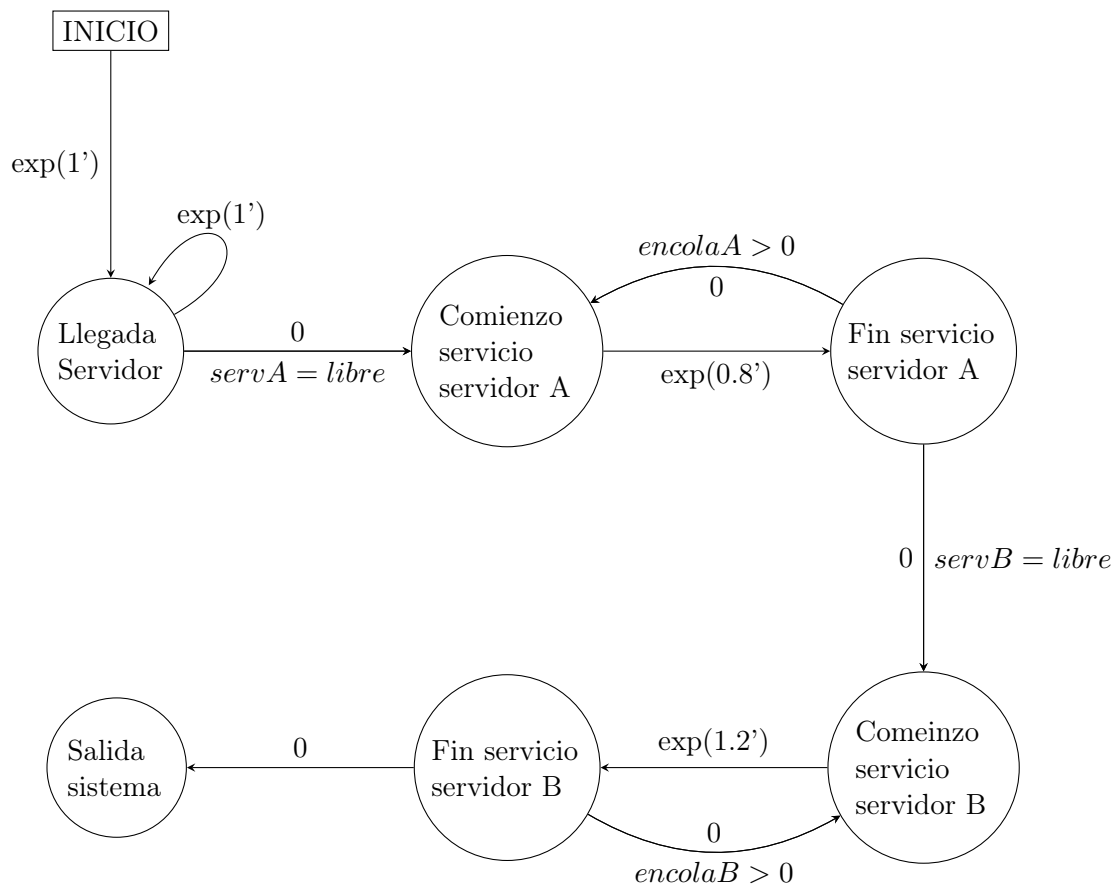 INICIO
exp(1')
exp(1')
Llegada
Servidor
0
servA = libre
Comienzo
servicio
servidor A
encolaA > 0
0
exp(0.8')
Fin servicio
servidor A
0
servB = libre
Comeinzo
servicio
servidor B
exp(1.2')
0
encolaB > 0
Fin servicio
servidor B
0
Salida
sistema